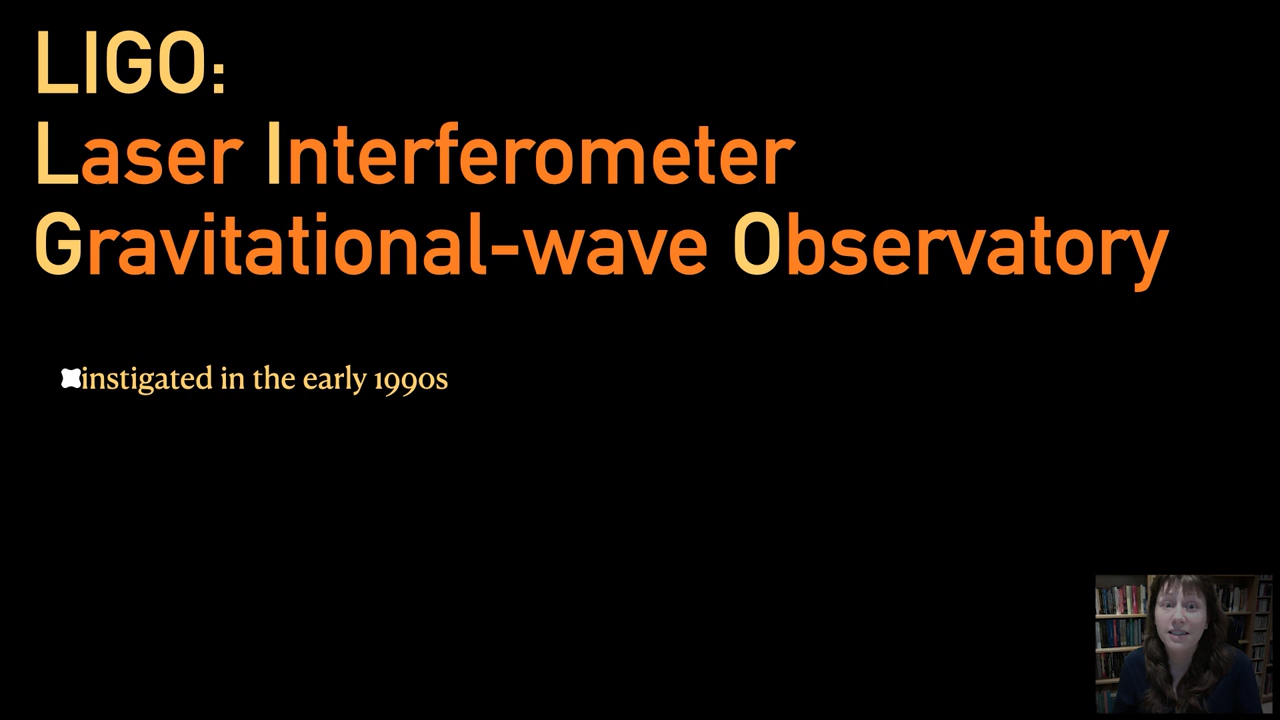 LIGO:
Laser Interferometer
Gravitational-wave Observatory
instigated in the early 1990s